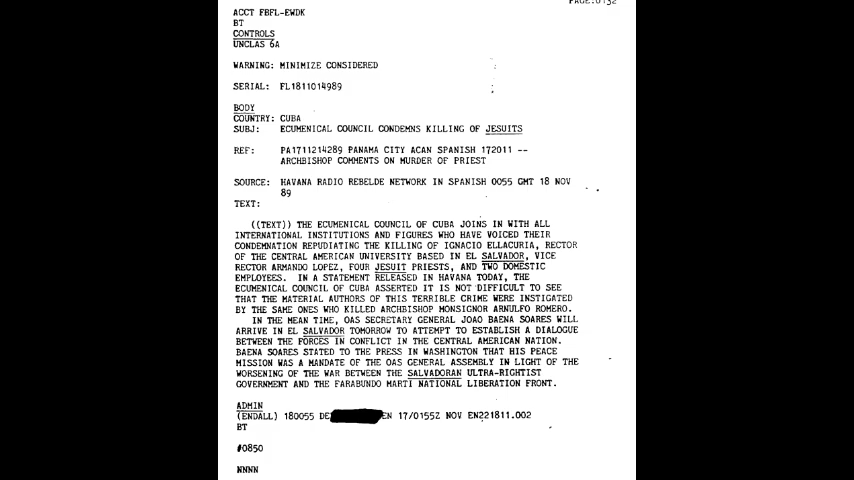 PAGE:0132
ACCT FBFL-EWDK
BT
CONTROLS
UNCLAS 6A
WARNING: MINIMIZE CONSIDERED
SERIAL: FL1811014989
BODY
COUNTRY: CUBA
SUBJ: ECUMENICAL COUNCIL CONDEMNS KILLING OF JESUITS
REF: PA1711214289 PANAMA CITY ACAN SPANISH 172011 --
ARCHBISHOP COMMENTS ON MURDER OF PRIEST
SOURCE: HAVANA RADIO REBELDE NETWORK IN SPANISH 0055 GMT 18 NOV
89
TEXT:
((TEXT)) THE ECUMENICAL COUNCIL OF CUBA JOINS IN WITH ALL
INTERNATIONAL INSTITUTIONS AND FIGURES WHO HAVE VOICED THEIR
CONDEMNATION REPUDIATING THE KILLING OF IGNACIO ELLACURIA, RECTOR
OF THE CENTRAL AMERICAN UNIVERSITY BASED IN EL SALVADOR, VICE
RECTOR ARMANDO LOPEZ, FOUR JESUIT PRIESTS, AND TWO DOMESTIC
EMPLOYEES. IN A STATEMENT RELEASED IN HAVANA TODAY, THE
ECUMENICAL COUNCIL OF CUBA ASSERTED IT IS NOT DIFFICULT TO SEE
THAT THE MATERIAL AUTHORS OF THIS TERRIBLE CRIME WERE INSTIGATED
BY THE SAME ONES WHO KILLED ARCHBISHOP MONSIGNOR ARNULFO ROMERO.
IN THE MEAN TIME, OAS SECRETARY GENERAL JOAO BAENA SOARES WILL
ARRIVE IN EL SALVADOR TOMORROW TO ATTEMPT TO ESTABLISH A DIALOGUE
BETWEEN THE FORCES IN CONFLICT IN THE CENTRAL AMERICAN NATION.
BAENA SOARES STATED TO THE PRESS IN WASHINGTON THAT HIS PEACE
MISSION WAS A MANDATE OF THE OAS GENERAL ASSEMBLY IN LIGHT OF THE
WORSENING OF THE WAR BETWEEN THE SALVADORAN ULTRA-RIGHTIST
GOVERNMENT AND THE FARABUNDO MARTI NATIONAL LIBERATION FRONT.
ADMIN
(ENDALL) 180055 DE EN 17/0155Z NOV EN221811.002
BT
#0850
NNNN